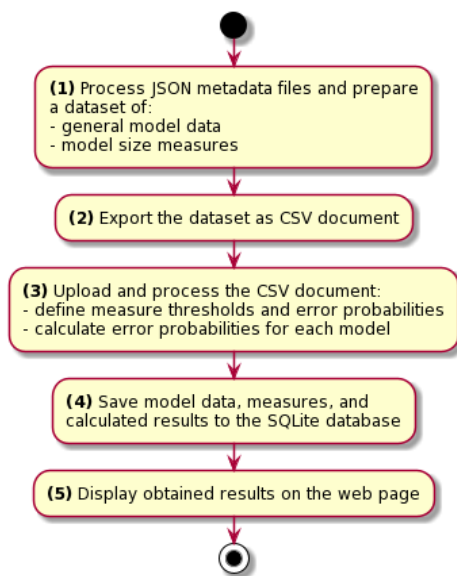 (1) Process JSON metadata files and prepare
a dataset of:
- general model data
- model size measures
(2) Export the dataset as CSV document
(3) Upload and process the CSV document:
- define measure thresholds and error probabilities
- calculate error probabilities for each model
(4) Save model data, measures, and
calculated results to the SQLite database
(5) Display obtained results on the web page